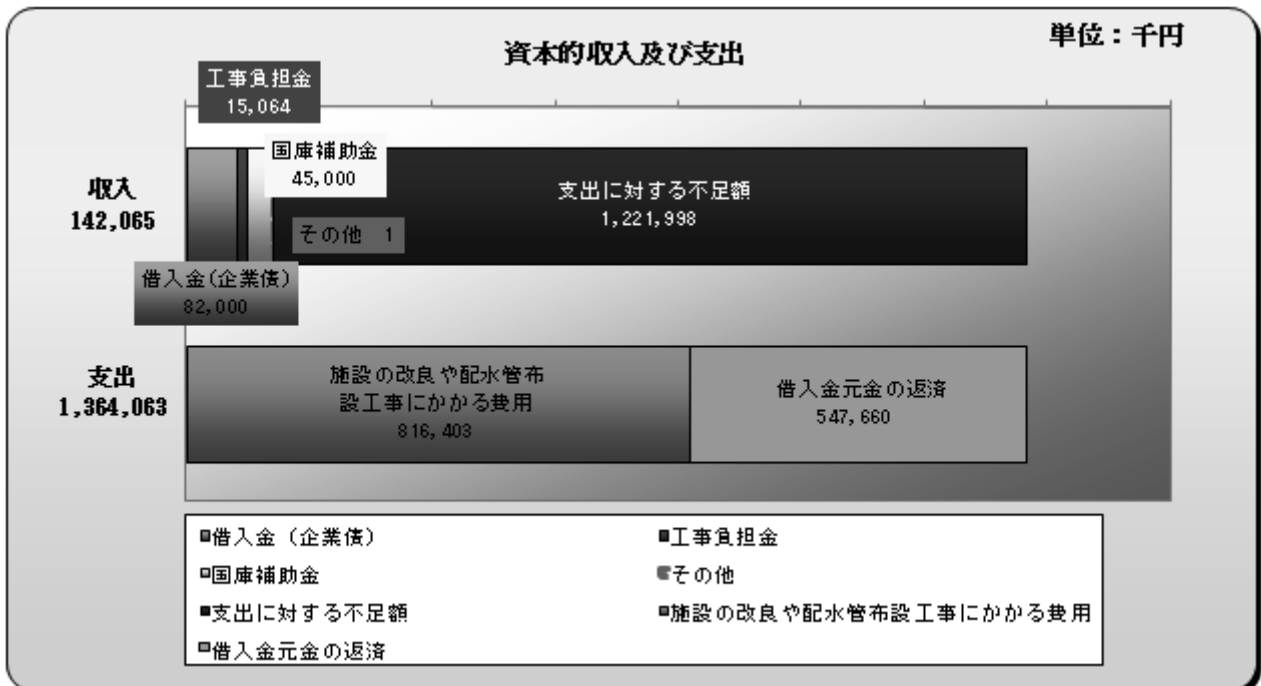 資本的収入及び支出
単位：千円
工事負担金
15,064
国庫補助金
45,000
収入
142,065
支出に対する不足額
1,221,998
その他 1
借入金(企業債)
82,000
支出
1,364,063
施設の改良や配水管布
設工事にかかる費用
816,403
借入金元金の返済
547,660
借入金（企業債）
工事負担金
国庫補助金
その他
支出に対する不足額
施設の改良や配水管布設工事にかかる費用
借入金元金の返済